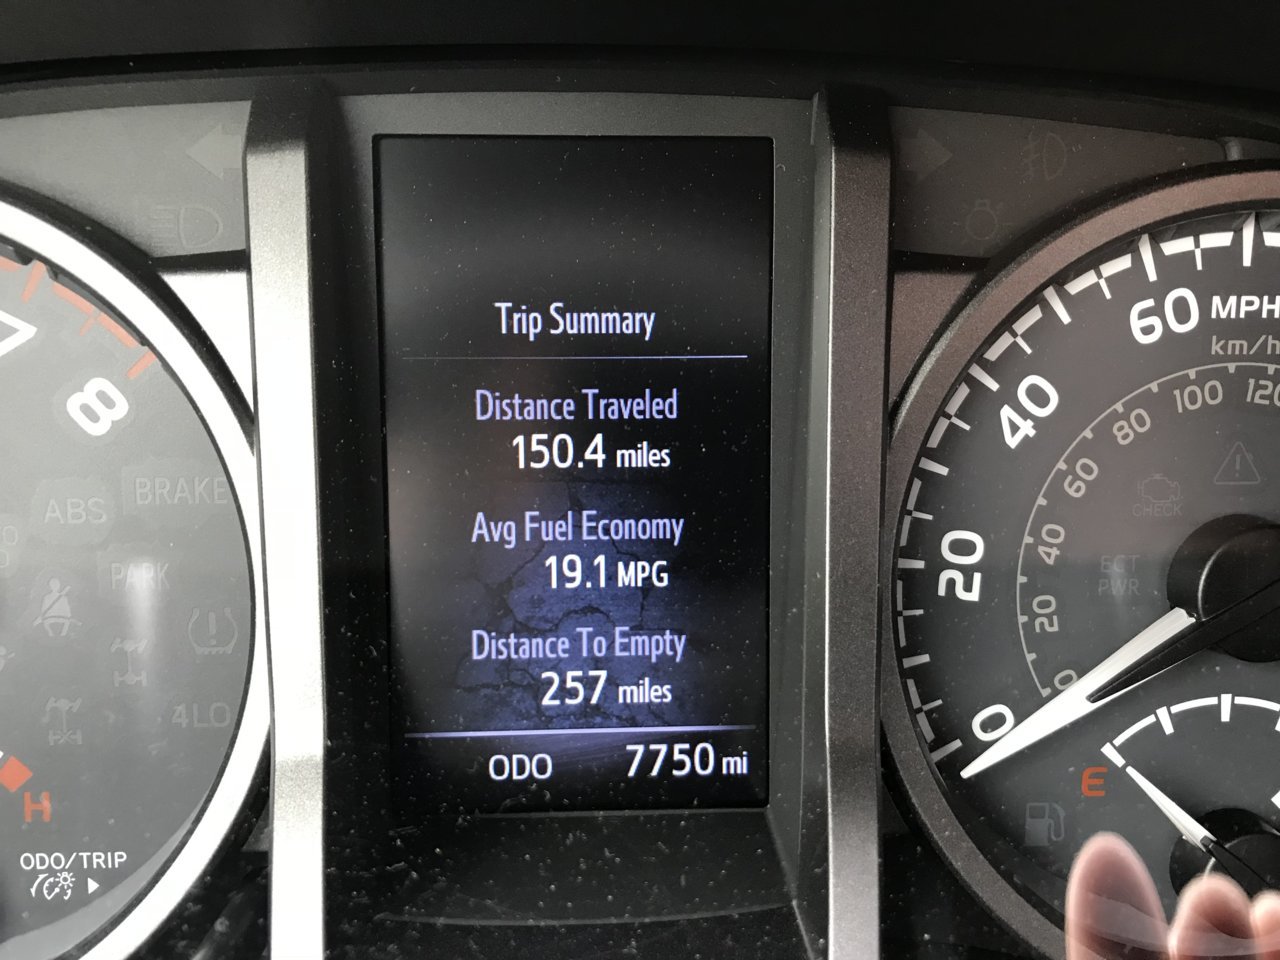 Trip Summary
Distance Traveled
150.4 miles
Avg Fuel Economy
19.1 MPG
Distance To Empty
257 miles
ODO 7750 mi
7
8
ABS
BRAKE
PARK
4LO
H
ODO/TRIP
60 MPH
km/h
40
20
0
120
100
80
60
40
20
0
CHECK
ECT
PWR
E